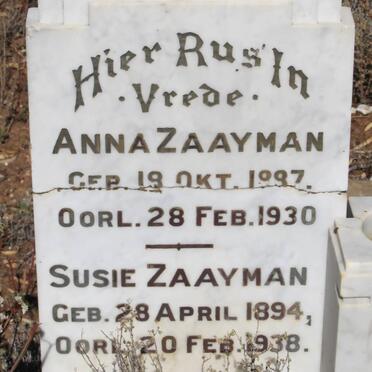 Hier Rus In
· Vrede ·
ANNA ZAAYMAN
GEB. 18 OKT. 1887.
OORL. 28 FEB. 1930
SUSIE ZAAYMAN
GEB. 28 APRIL 1894,
OORL. 20 FEB. 1938.